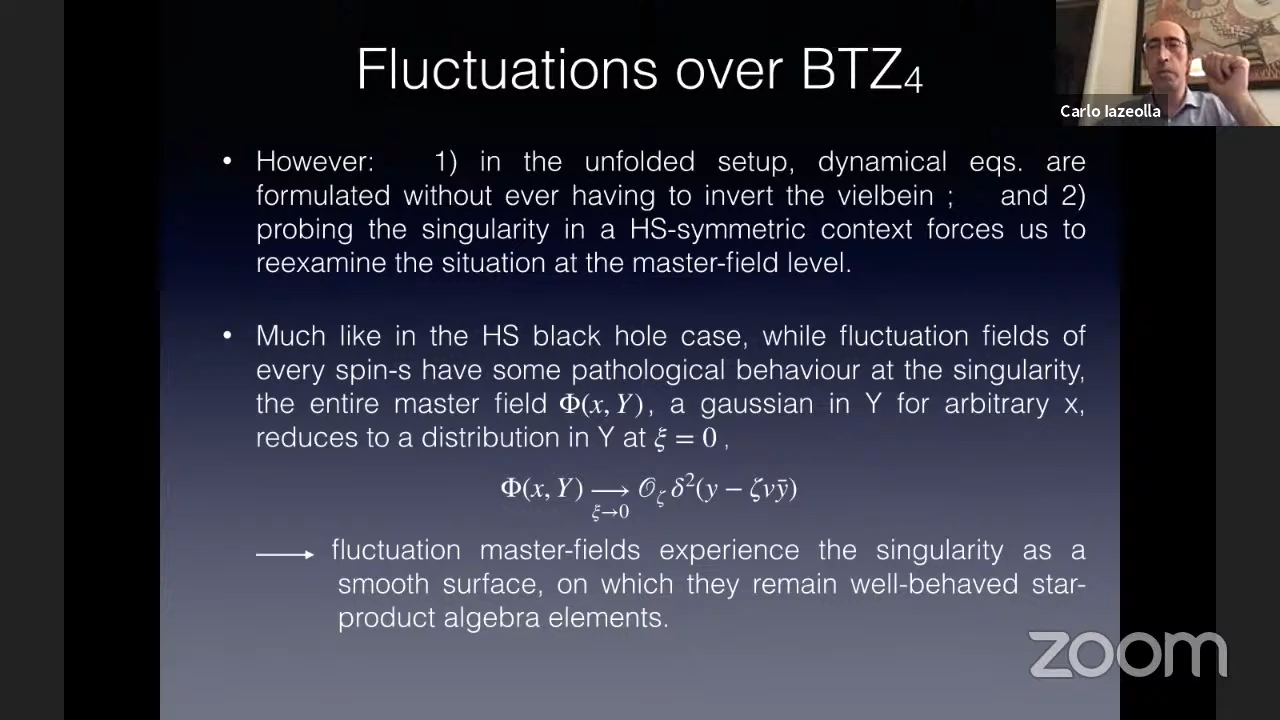 Fluctuations over BTZ₄
Carlo Iazeolla
• However: 1) in the unfolded setup, dynamical eqs. are
formulated without ever having to invert the vielbein ; and 2)
probing the singularity in a HS-symmetric context forces us to
reexamine the situation at the master-field level.
• Much like in the HS black hole case, while fluctuation fields of
every spin-s have some pathological behaviour at the singularity,
the entire master field Φ(x, Y), a gaussian in Y for arbitrary x,
reduces to a distribution in Y at ξ = 0 ,
Φ(x, Y) ⟶ 𝒪_ζ δ²(y − ζvȳ)
ξ→0
⟶ fluctuation master-fields experience the singularity as a
smooth surface, on which they remain well-behaved star-
product algebra elements.
zoom